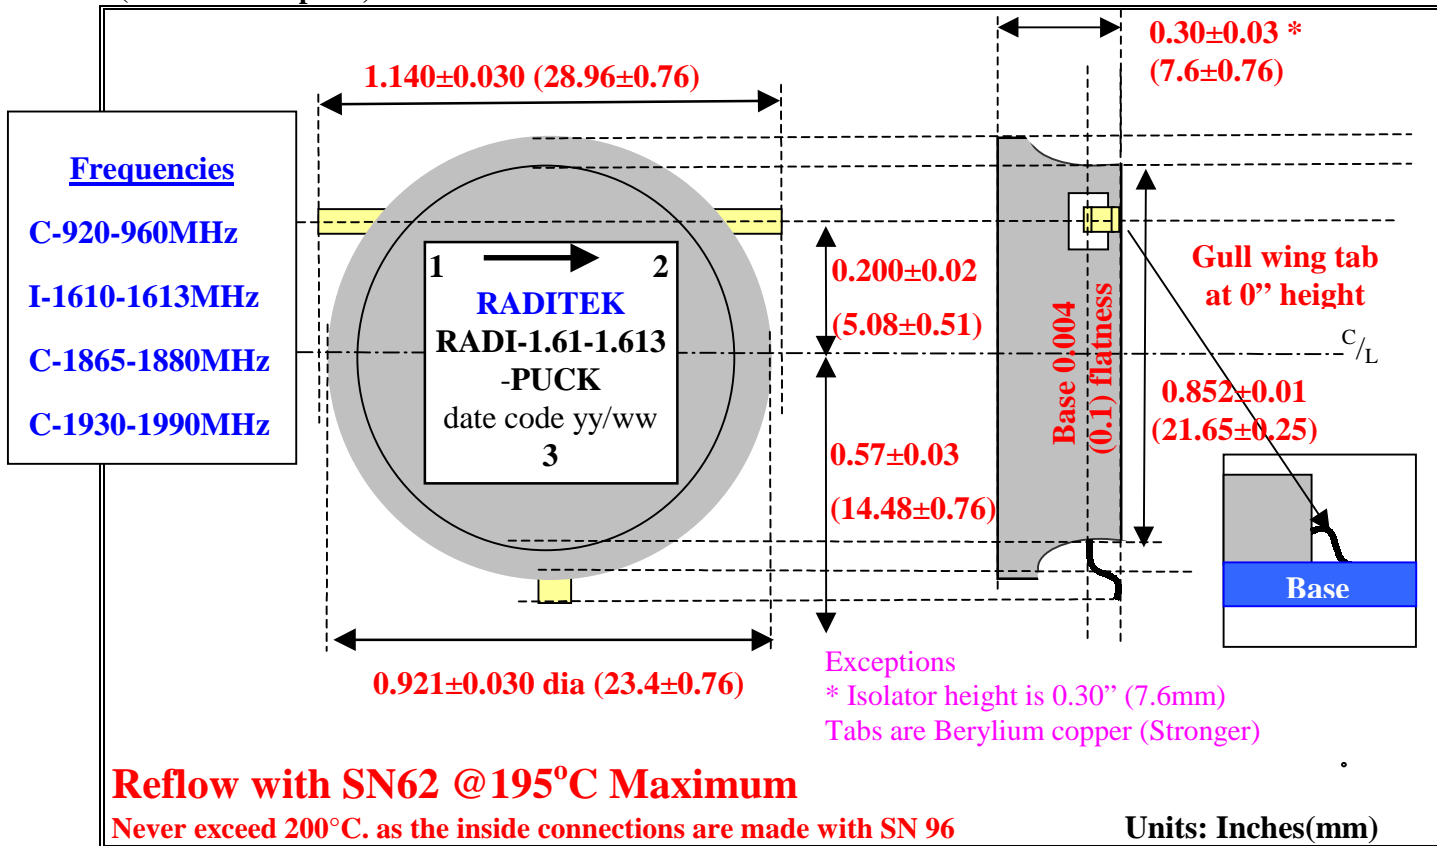 0.30±0.03 *
(7.6±0.76)
1.140±0.030 (28.96±0.76)
Frequencies
C-920-960MHz
I-1610-1613MHz
C-1865-1880MHz
C-1930-1990MHz
1
2
RADITEK
RADI-1.61-1.613
-PUCK
date code yy/ww
3
0.200±0.02
(5.08±0.51)
0.57±0.03
(14.48±0.76)
Base 0.004
(0.1) flatness
Gull wing tab
at 0” height
C/L
0.852±0.01
(21.65±0.25)
Base
0.921±0.030 dia (23.4±0.76)
Exceptions
* Isolator height is 0.30” (7.6mm)
Tabs are Berylium copper (Stronger)
Reflow with SN62 @195°C Maximum
Never exceed 200°C. as the inside connections are made with SN 96
Units: Inches(mm)